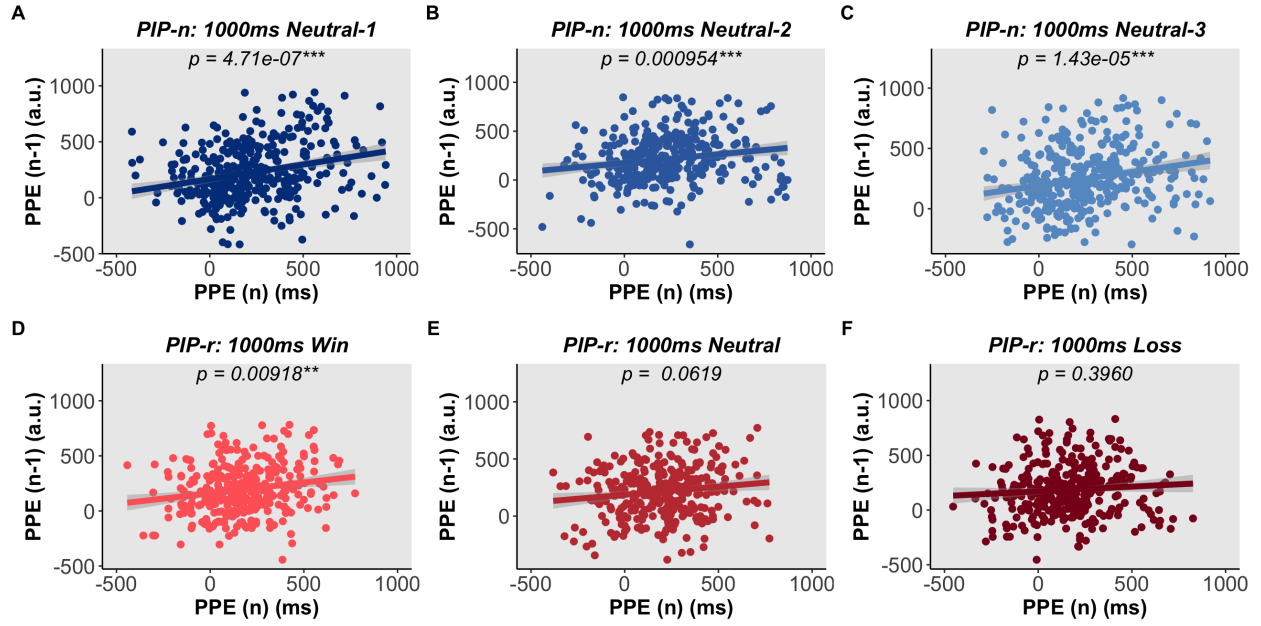 A
PIP-n: 1000ms Neutral-1
p = 4.71e-07***
PPE (n-1) (a.u.)
1000
500
0
-500
-500
0
500
1000
PPE (n) (ms)
B
PIP-n: 1000ms Neutral-2
p = 0.000954***
PPE (n-1) (a.u.)
1000
500
0
-500
-500
0
500
1000
PPE (n) (ms)
C
PIP-n: 1000ms Neutral-3
p = 1.43e-05***
PPE (n-1) (a.u.)
1000
500
0
-500
0
500
1000
PPE (n) (ms)
D
PIP-r: 1000ms Win
p = 0.00918**
PPE (n-1) (a.u.)
1000
500
0
-500
-500
0
500
1000
PPE (n) (ms)
E
PIP-r: 1000ms Neutral
p =  0.0619
PPE (n-1) (a.u.)
1000
500
0
-500
0
500
1000
PPE (n) (ms)
F
PIP-r: 1000ms Loss
p = 0.3960
PPE (n-1) (a.u.)
1000
500
0
-500
-500
0
500
1000
PPE (n) (ms)